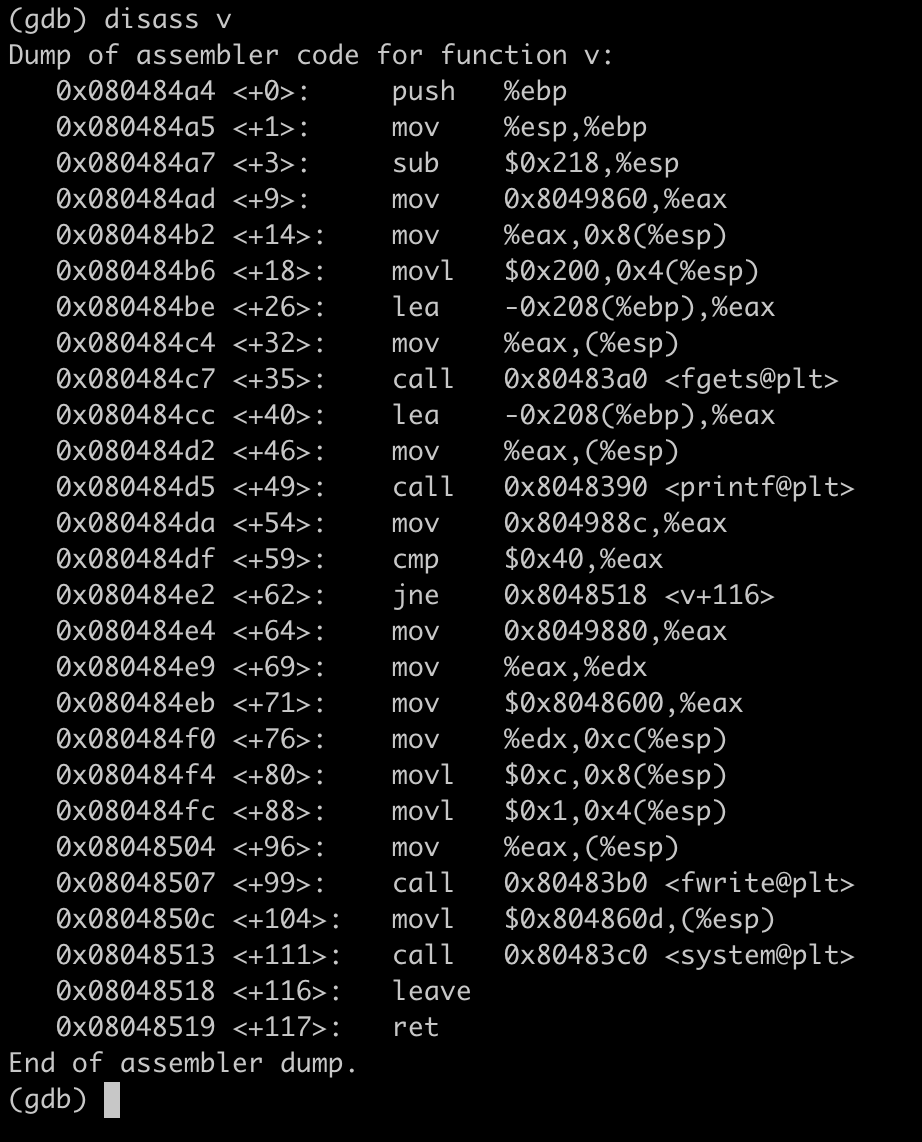 (gdb) disass v
Dump of assembler code for function v:
   0x080484a4 <+0>:     push   %ebp
   0x080484a5 <+1>:     mov    %esp,%ebp
   0x080484a7 <+3>:     sub    $0x218,%esp
   0x080484ad <+9>:     mov    0x8049860,%eax
   0x080484b2 <+14>:    mov    %eax,0x8(%esp)
   0x080484b6 <+18>:    movl   $0x200,0x4(%esp)
   0x080484be <+26>:    lea    -0x208(%ebp),%eax
   0x080484c4 <+32>:    mov    %eax,(%esp)
   0x080484c7 <+35>:    call   0x80483a0 <fgets@plt>
   0x080484cc <+40>:    lea    -0x208(%ebp),%eax
   0x080484d2 <+46>:    mov    %eax,(%esp)
   0x080484d5 <+49>:    call   0x8048390 <printf@plt>
   0x080484da <+54>:    mov    0x804988c,%eax
   0x080484df <+59>:    cmp    $0x40,%eax
   0x080484e2 <+62>:    jne    0x8048518 <v+116>
   0x080484e4 <+64>:    mov    0x8049880,%eax
   0x080484e9 <+69>:    mov    %eax,%edx
   0x080484eb <+71>:    mov    $0x8048600,%eax
   0x080484f0 <+76>:    mov    %edx,0xc(%esp)
   0x080484f4 <+80>:    movl   $0xc,0x8(%esp)
   0x080484fc <+88>:    movl   $0x1,0x4(%esp)
   0x08048504 <+96>:    mov    %eax,(%esp)
   0x08048507 <+99>:    call   0x80483b0 <fwrite@plt>
   0x0804850c <+104>:   movl   $0x804860d,(%esp)
   0x08048513 <+111>:   call   0x80483c0 <system@plt>
   0x08048518 <+116>:   leave
   0x08048519 <+117>:   ret
End of assembler dump.
(gdb)